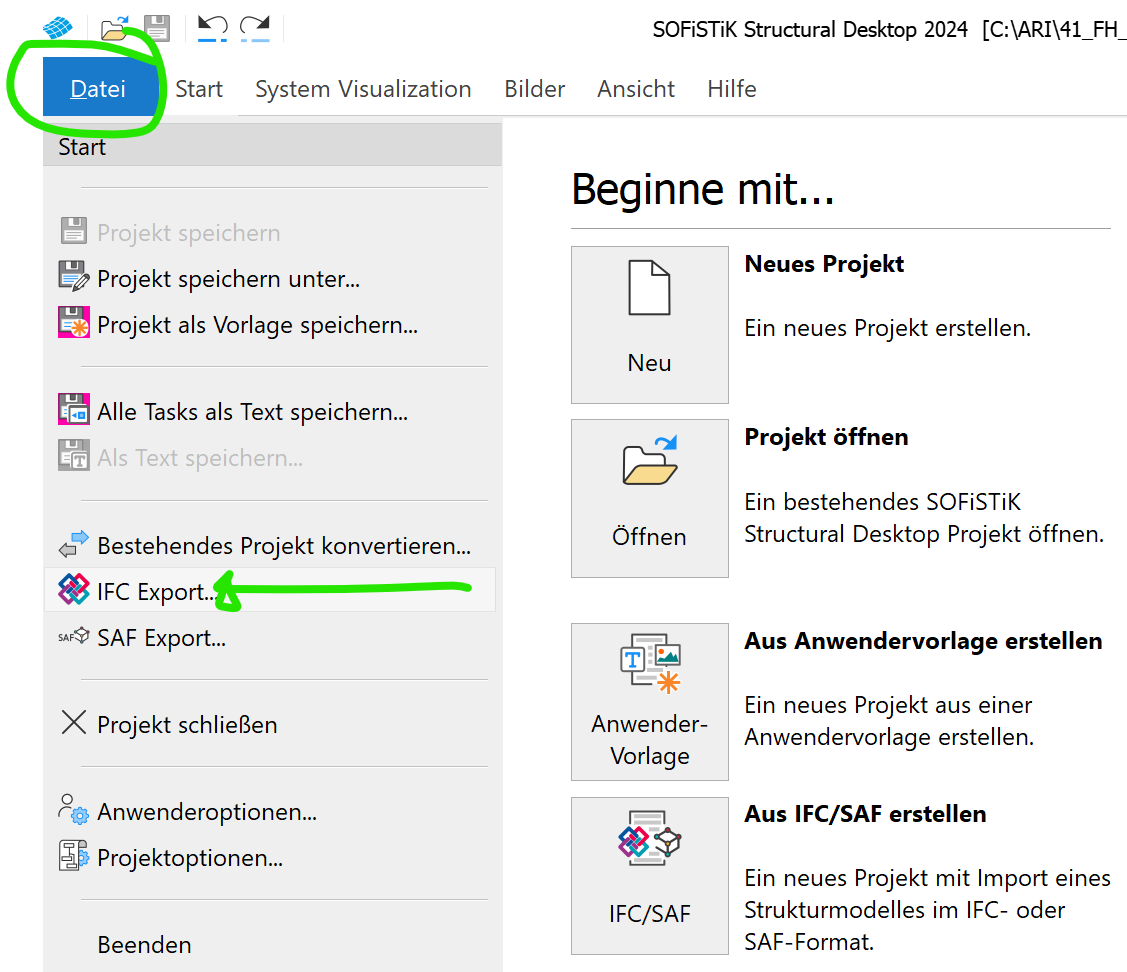 SOFiSTiK Structural Desktop 2024 [C:\ARI\41_FH_
Datei Start System Visualization Bilder Ansicht Hilfe
Start
Projekt speichern
Projekt speichern unter...
Projekt als Vorlage speichern...
Alle Tasks als Text speichern...
Als Text speichern...
Bestehendes Projekt konvertieren...
IFC Export...
SAF SAF Export...
Projekt schließen
Anwenderoptionen...
Projektoptionen...
Beenden
Beginne mit...
Neu
Neues Projekt
Ein neues Projekt erstellen.
Öffnen
Projekt öffnen
Ein bestehendes SOFiSTiK
Structural Desktop Projekt öffnen.
T
Anwender-
Vorlage
Aus Anwendervorlage erstellen
Ein neues Projekt aus einer
Anwendervorlage erstellen.
IFC/SAF
Aus IFC/SAF erstellen
Ein neues Projekt mit Import eines
Strukturmodelles im IFC- oder
SAF-Format.